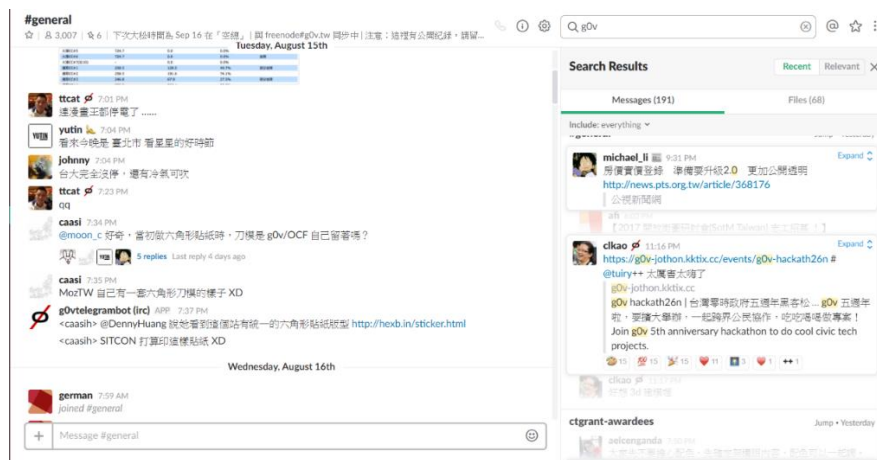 #general
3,007 | 6 | 下次大松時間為 Sep 16 在「空總」| 與 freenode#g0v.tw 同步中 | 注意：這裡有公開紀錄，請留...
g0v
Tuesday, August 15th
ttcat 7:01 PM
連漫畫王都停電了 ......
yutin 7:04 PM
看來今晚是 臺北市 看星星的好時節
johnny 7:04 PM
台大完全沒停，還有冷氣可吹
ttcat 7:23 PM
qq
caasi 7:34 PM
@moon_c 好奇，當初做六角形貼紙時，刀模是 g0v/OCF 自己留著嗎？
5 replies Last reply 4 days ago
caasi 7:35 PM
MozTW 自己有一套六角形刀模的樣子 XD
g0vtelegrambot (irc) APP 7:37 PM
<caasih> @DennyHuang 說他看到這個站有統一的六角形貼紙版型 http://hexb.in/sticker.html
<caasih> SITCON 打算印這樣貼紙 XD
Wednesday, August 16th
german 7:59 AM
joined #general
Message #general
Search Results
Recent
Relevant
Messages (191)
Files (68)
Include: everything
#general
Jump • Yesterday
michael_li 9:31 PM
Expand
房價實價登錄 準備要升級2.0 更加公開透明
http://news.pts.org.tw/article/368176
公視新聞網
clkao 11:16 PM
Expand
https://g0v-jothon.kktix.cc/events/g0v-hackath26n #
@tuiry++ 太厲害太嗨了
g0v-jothon.kktix.cc
g0v hackath26n | 台灣零時政府五週年黑客松 ... g0v 五週年
啦，要擴大舉辦，一起跨界公民協作，吃吃喝喝做專案！
Join g0v 5th anniversary hackathon to do cool civic tech
projects.
15 15 15 11 3 1 1
clkao 11:17 PM
ctgrant-awardees
Jump • Yesterday
aelcenganda